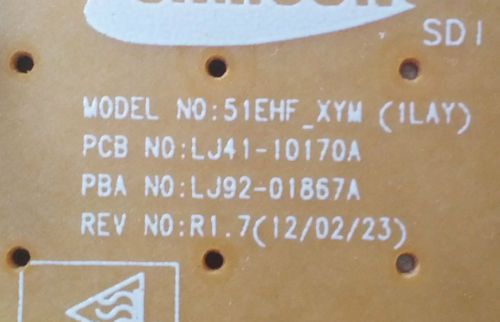 SAMSUNG
SDI
MODEL NO:51EHF_XYM (1LAY)
PCB NO:LJ41-10170A
PBA NO:LJ92-01867A
REV NO:R1.7(12/02/23)